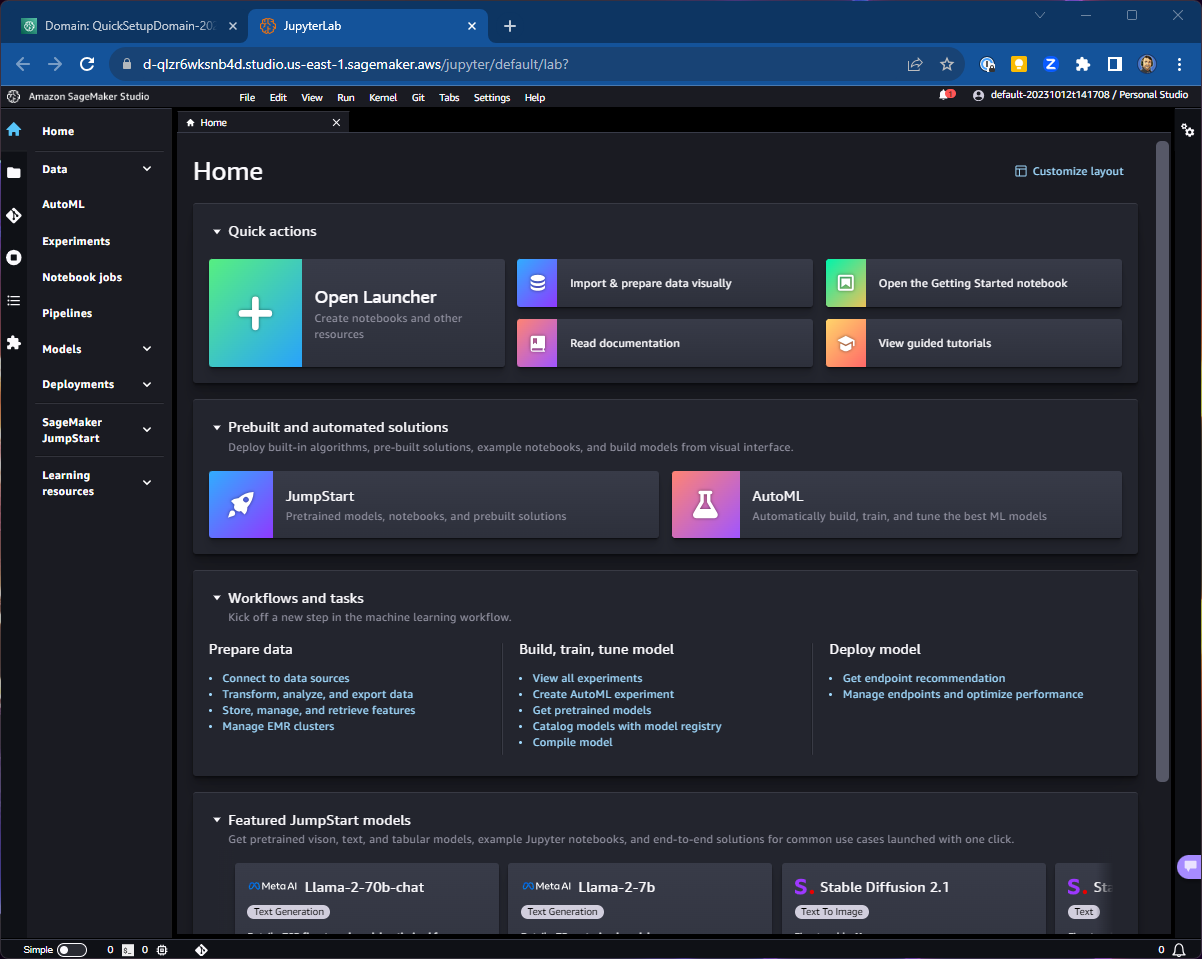 Domain: QuickSetupDomain-202
JupyterLab
d-qlzr6wksnb4d.studio.us-east-1.sagemaker.aws/jupyter/default/lab?
Amazon SageMaker Studio
File Edit View Run Kernel Git Tabs Settings Help
1
default-20231012t141708 / Personal Studio
Home
Data
AutoML
Experiments
Notebook jobs
Pipelines
Models
Deployments
SageMaker
JumpStart
Learning
resources
Home
Home
Customize layout
Quick actions
Open Launcher
Create notebooks and other
resources
Import & prepare data visually
Open the Getting Started notebook
Read documentation
View guided tutorials
Prebuilt and automated solutions
Deploy built-in algorithms, pre-built solutions, example notebooks, and build models from visual interface.
JumpStart
Pretrained models, notebooks, and prebuilt solutions
AutoML
Automatically build, train, and tune the best ML models
Workflows and tasks
Kick off a new step in the machine learning workflow.
Prepare data
• Connect to data sources
• Transform, analyze, and export data
• Store, manage, and retrieve features
• Manage EMR clusters
Build, train, tune model
• View all experiments
• Create AutoML experiment
• Get pretrained models
• Catalog models with model registry
• Compile model
Deploy model
• Get endpoint recommendation
• Manage endpoints and optimize performance
Featured JumpStart models
Get pretrained vison, text, and tabular models, example Jupyter notebooks, and end-to-end solutions for common use cases launched with one click.
Meta AI Llama-2-70b-chat
Text Generation
Meta AI Llama-2-7b
Text Generation
S. Stable Diffusion 2.1
Text To Image
S. Sta
Text
Simple 0 0
0